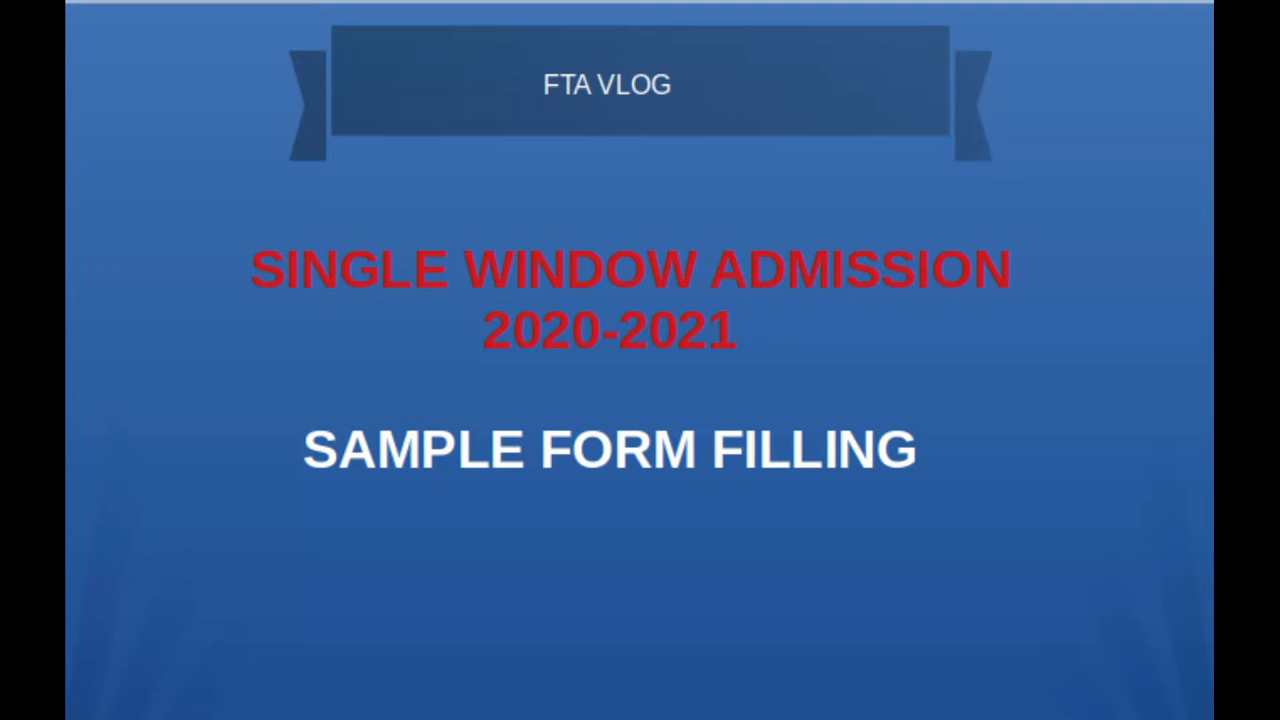 FTA VLOG
SINGLE WINDOW ADMISSION
2020-2021
SAMPLE FORM FILLING